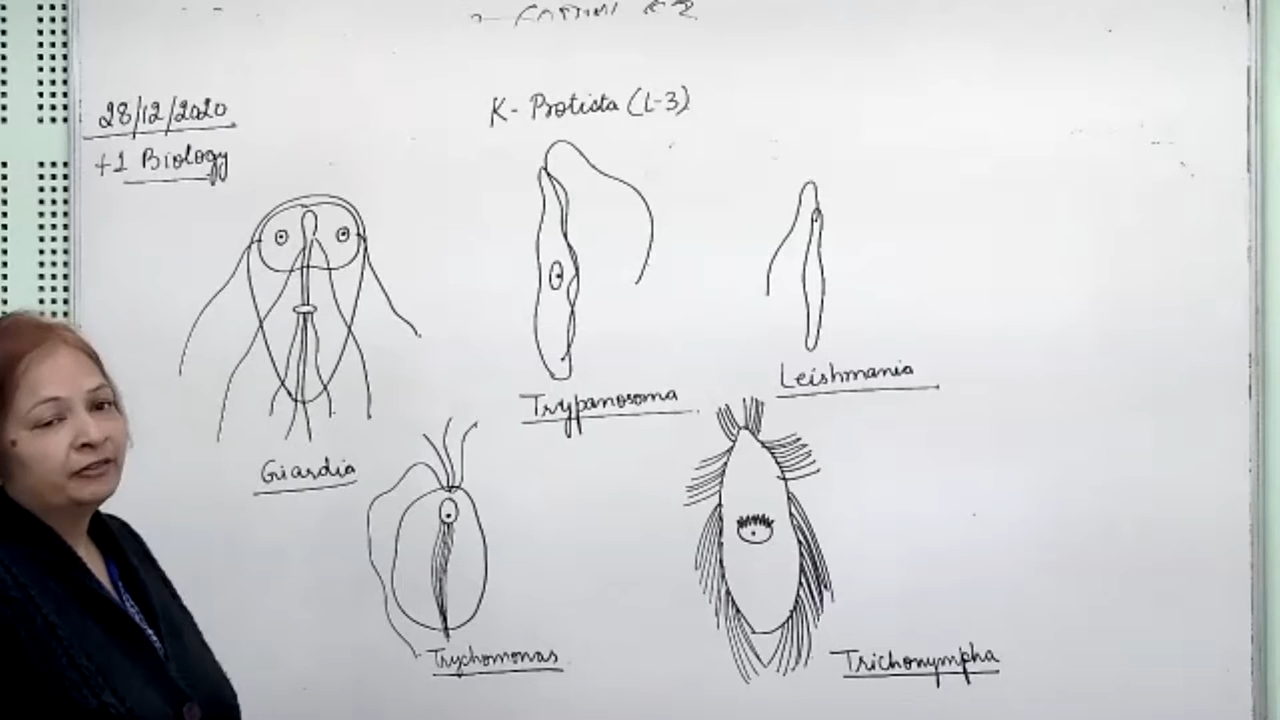 28/12/2020
+1 Biology
K- Protista (L-3)
Giardia
Trypanosoma
Leishmania
Trychomonas
Trichonympha